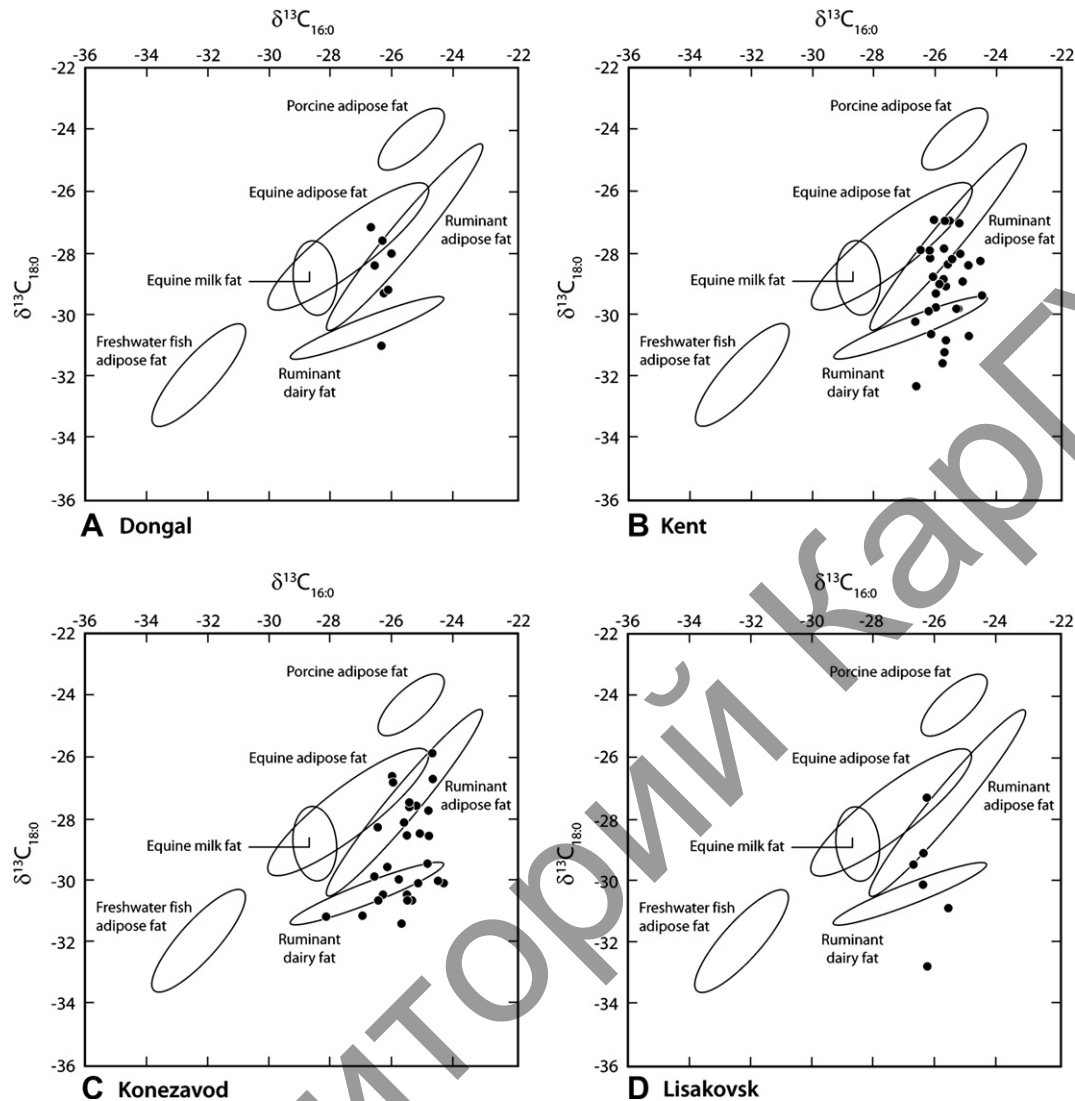 δ¹³C₁₆:₀
-36 -34 -32 -30 -28 -26 -24 -22
-22
-24
-26
-28
-30
-32
-34
-36
δ¹³C₁₈:₀
Porcine adipose fat
Equine adipose fat
Ruminant
adipose fat
Equine milk fat
Freshwater fish
adipose fat
Ruminant
dairy fat
A Dongal
δ¹³C₁₆:₀
-36 -34 -32 -30 -28 -26 -24 -22
-22
-24
-26
-28
-30
-32
-34
-36
δ¹³C₁₈:₀
Porcine adipose fat
Equine adipose fat
Ruminant
adipose fat
Equine milk fat
Freshwater fish
adipose fat
Ruminant
dairy fat
B Kent
δ¹³C₁₆:₀
-36 -34 -32 -30 -28 -26 -24 -22
-22
-24
-26
-28
-30
-32
-34
-36
δ¹³C₁₈:₀
Porcine adipose fat
Equine adipose fat
Ruminant
adipose fat
Equine milk fat
Freshwater fish
adipose fat
Ruminant
dairy fat
C Konezavod
δ¹³C₁₆:₀
-36 -34 -32 -30 -28 -26 -24 -22
-22
-24
-26
-28
-30
-32
-34
-36
δ¹³C₁₈:₀
Porcine adipose fat
Equine adipose fat
Ruminant
adipose fat
Equine milk fat
Freshwater fish
adipose fat
Ruminant
dairy fat
D Lisakovsk